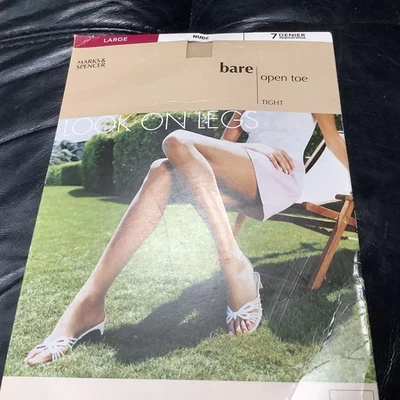 LARGE
NUDE
7 DENIER
MARKS &
SPENCER
bare
open toe
TIGHT
LOOK ON LEGS